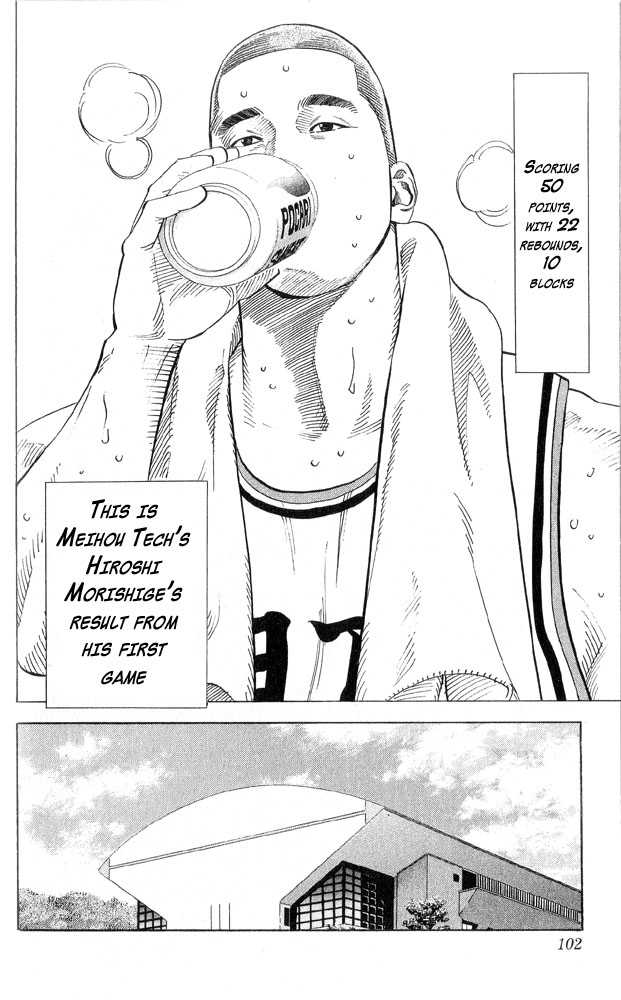 SCORING
50
POINTS,
WITH 22
REBOUNDS,
10
BLOCKS
POCARI
THIS IS
MEIHOU TECH'S
HIROSHI
MORISHIGE'S
RESULT FROM
HIS FIRST
GAME
102